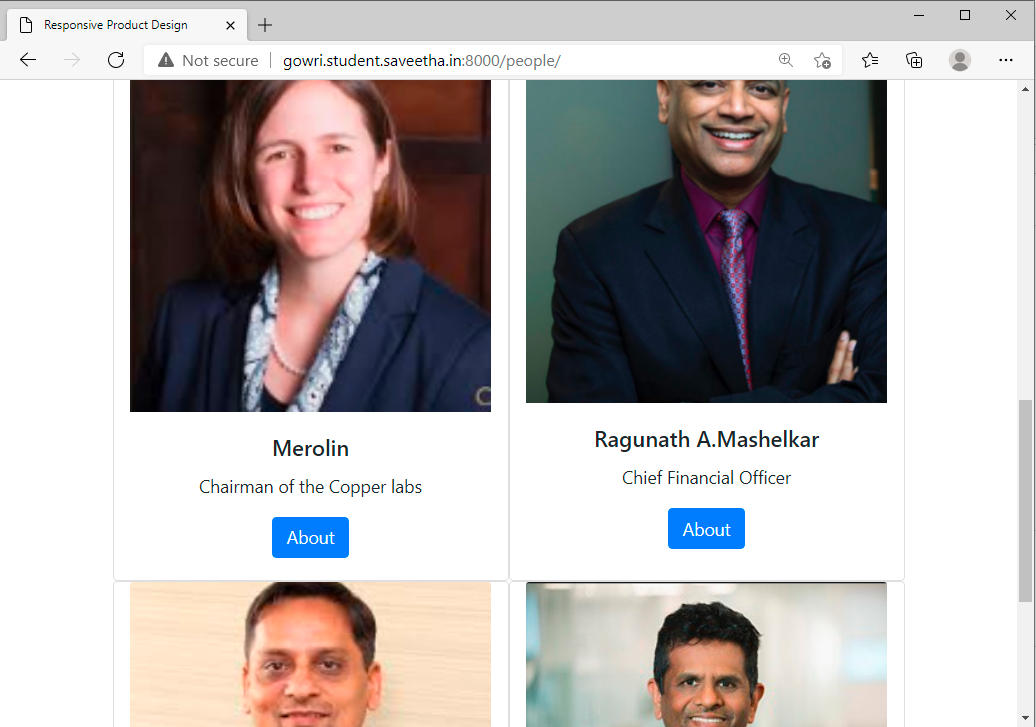 Responsive Product Design
Not secure
gowri.student.saveetha.in:8000/people/
Merolin
Chairman of the Copper labs
About
Ragunath A.Mashelkar
Chief Financial Officer
About